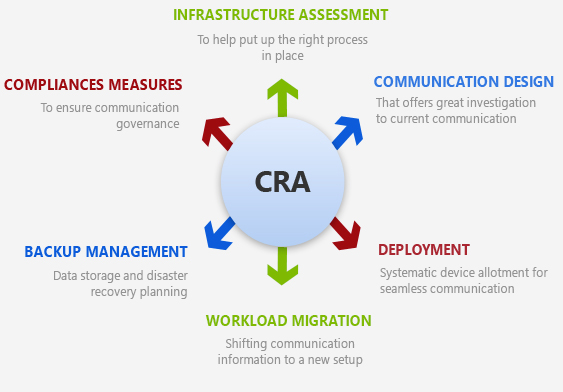 INFRASTRUCTURE ASSESSMENT
To help put up the right process
in place
COMPLIANCES MEASURES
To ensure communication
governance
COMMUNICATION DESIGN
That offers great investigation
to current communication
CRA
BACKUP MANAGEMENT
Data storage and disaster
recovery planning
DEPLOYMENT
Systematic device allotment for
seamless communication
WORKLOAD MIGRATION
Shifting communication
information to a new setup